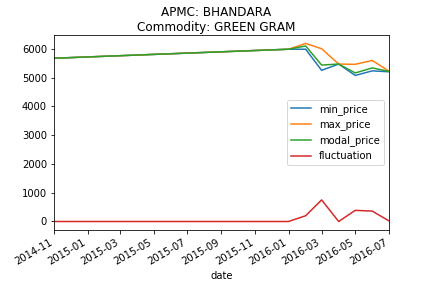 APMC: BHANDARA
Commodity: GREEN GRAM
6000
5000
4000
3000
2000
1000
0
min_price
max_price
modal_price
fluctuation
2014-11
2015-01
2015-03
2015-05
2015-07
2015-09
2015-11
2016-01
2016-03
2016-05
2016-07
date